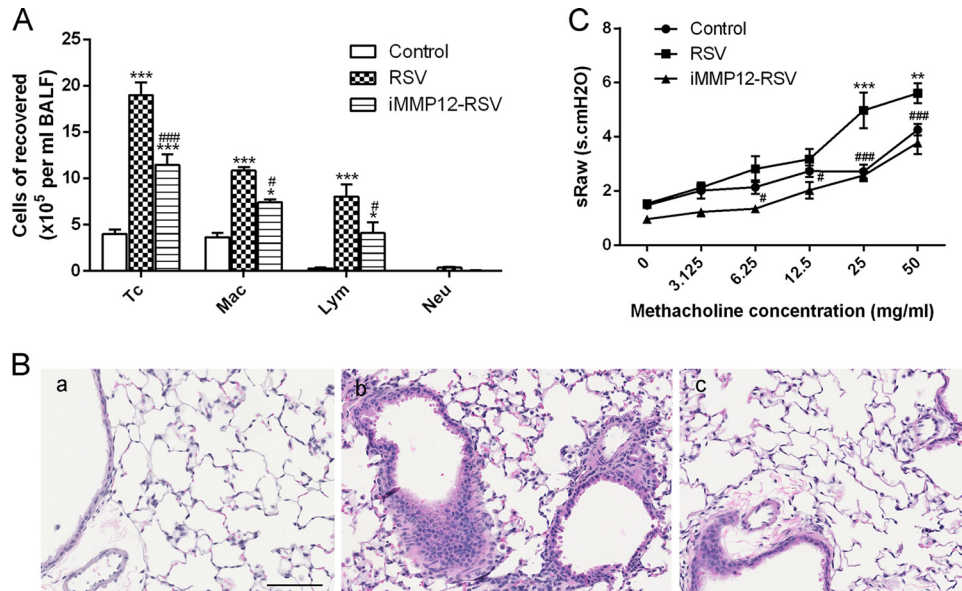 A
Cells of recovered
(x10⁵ per ml BALF)
25
20
15
10
5
0
Control
RSV
iMMP12-RSV
***
###
***
***
#
*
***
#
*
Tc
Mac
Lym
Neu
C
sRaw (s.cmH2O)
8
6
4
2
0
Control
RSV
iMMP12-RSV
***
**
###
###
#
#
0
3.125
6.25
12.5
25
50
Methacholine concentration (mg/ml)
B
a
b
c